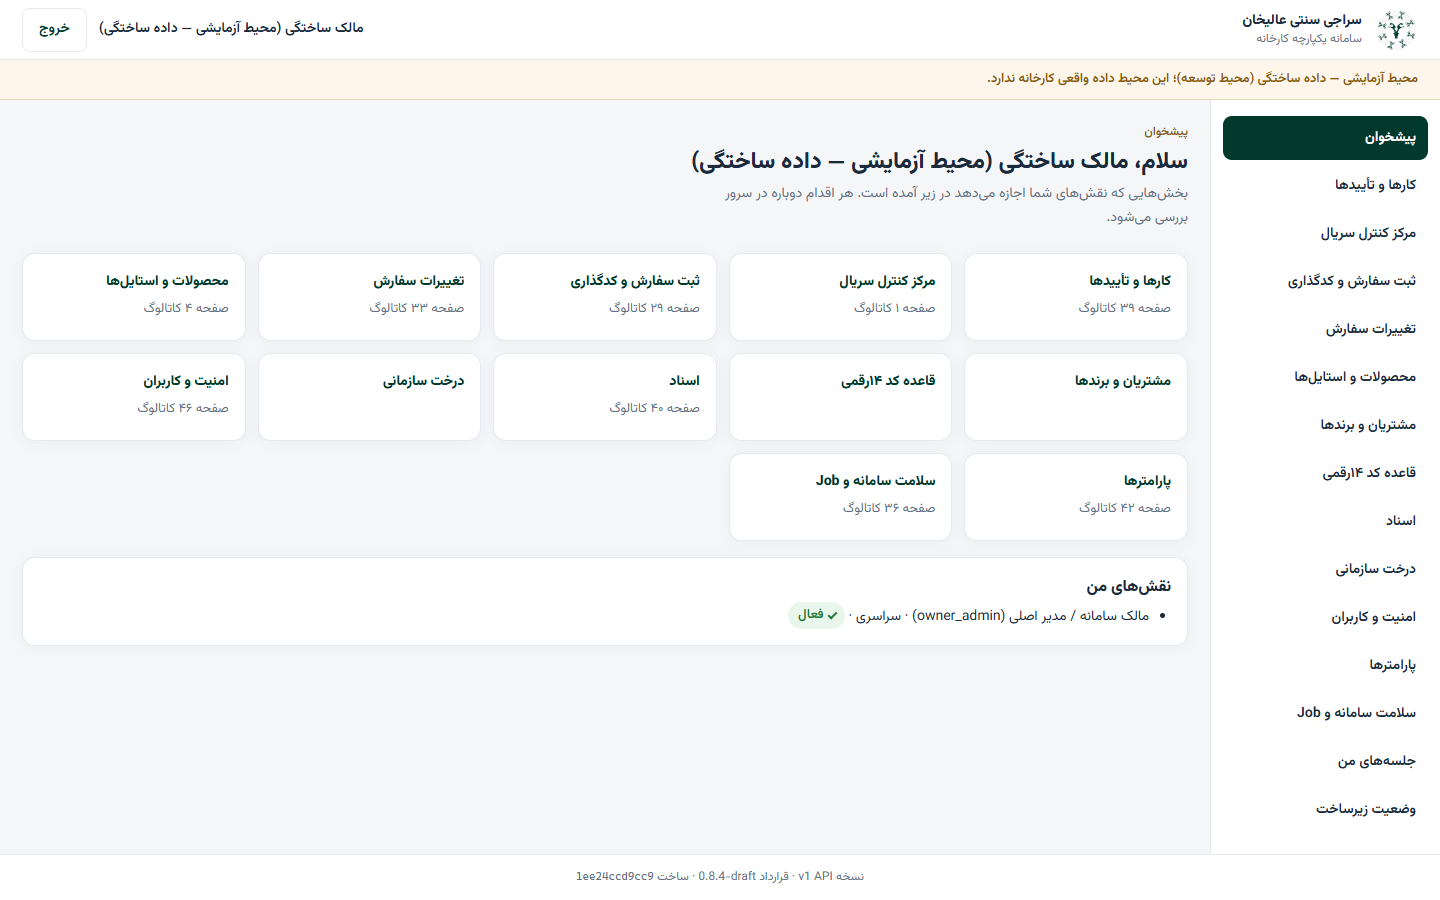 سراجی سنتی عالیخان
سامانه یکپارچه کارخانه
مالک ساختگی (محیط آزمایشی — داده ساختگی)
خروج
محیط آزمایشی — داده ساختگی (محیط توسعه)؛ این محیط داده واقعی کارخانه ندارد.
پیشخوان
کارها و تأییدها
مرکز کنترل سریال
ثبت سفارش و کدگذاری
تغییرات سفارش
محصولات و استایل‌ها
مشتریان و برندها
قاعده کد ۱۴رقمی
اسناد
درخت سازمانی
امنیت و کاربران
پارامترها
سلامت سامانه و Job
جلسه‌های من
وضعیت زیرساخت
پیشخوان
سلام، مالک ساختگی (محیط آزمایشی — داده ساختگی)
بخش‌هایی که نقش‌های شما اجازه می‌دهد در زیر آمده است. هر اقدام دوباره در سرور
بررسی می‌شود.
کارها و تأییدها
صفحه ۳۹ کاتالوگ
مرکز کنترل سریال
صفحه ۱ کاتالوگ
ثبت سفارش و کدگذاری
صفحه ۲۹ کاتالوگ
تغییرات سفارش
صفحه ۳۳ کاتالوگ
محصولات و استایل‌ها
صفحه ۴ کاتالوگ
مشتریان و برندها
قاعده کد ۱۴رقمی
اسناد
صفحه ۴۰ کاتالوگ
درخت سازمانی
امنیت و کاربران
صفحه ۴۶ کاتالوگ
پارامترها
صفحه ۴۲ کاتالوگ
سلامت سامانه و Job
صفحه ۳۶ کاتالوگ
نقش‌های من
مالک سامانه / مدیر اصلی (owner_admin) · سراسری · ✓ فعال
نسخه v1 API · قرارداد 0.8.4-draft · ساخت 1ee24ccd9cc9